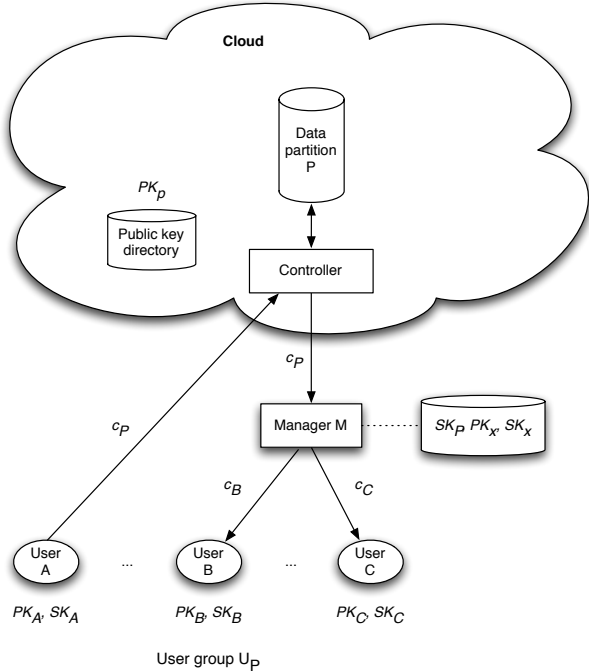 Cloud
Data
partition
P
PK_p
Public key
directory
Controller
c_P
c_P
Manager M
SK_P, PK_x, SK_x
c_B
c_C
User
A
...
User
B
...
User
C
PK_A, SK_A
PK_B, SK_B
PK_C, SK_C
User group U_P